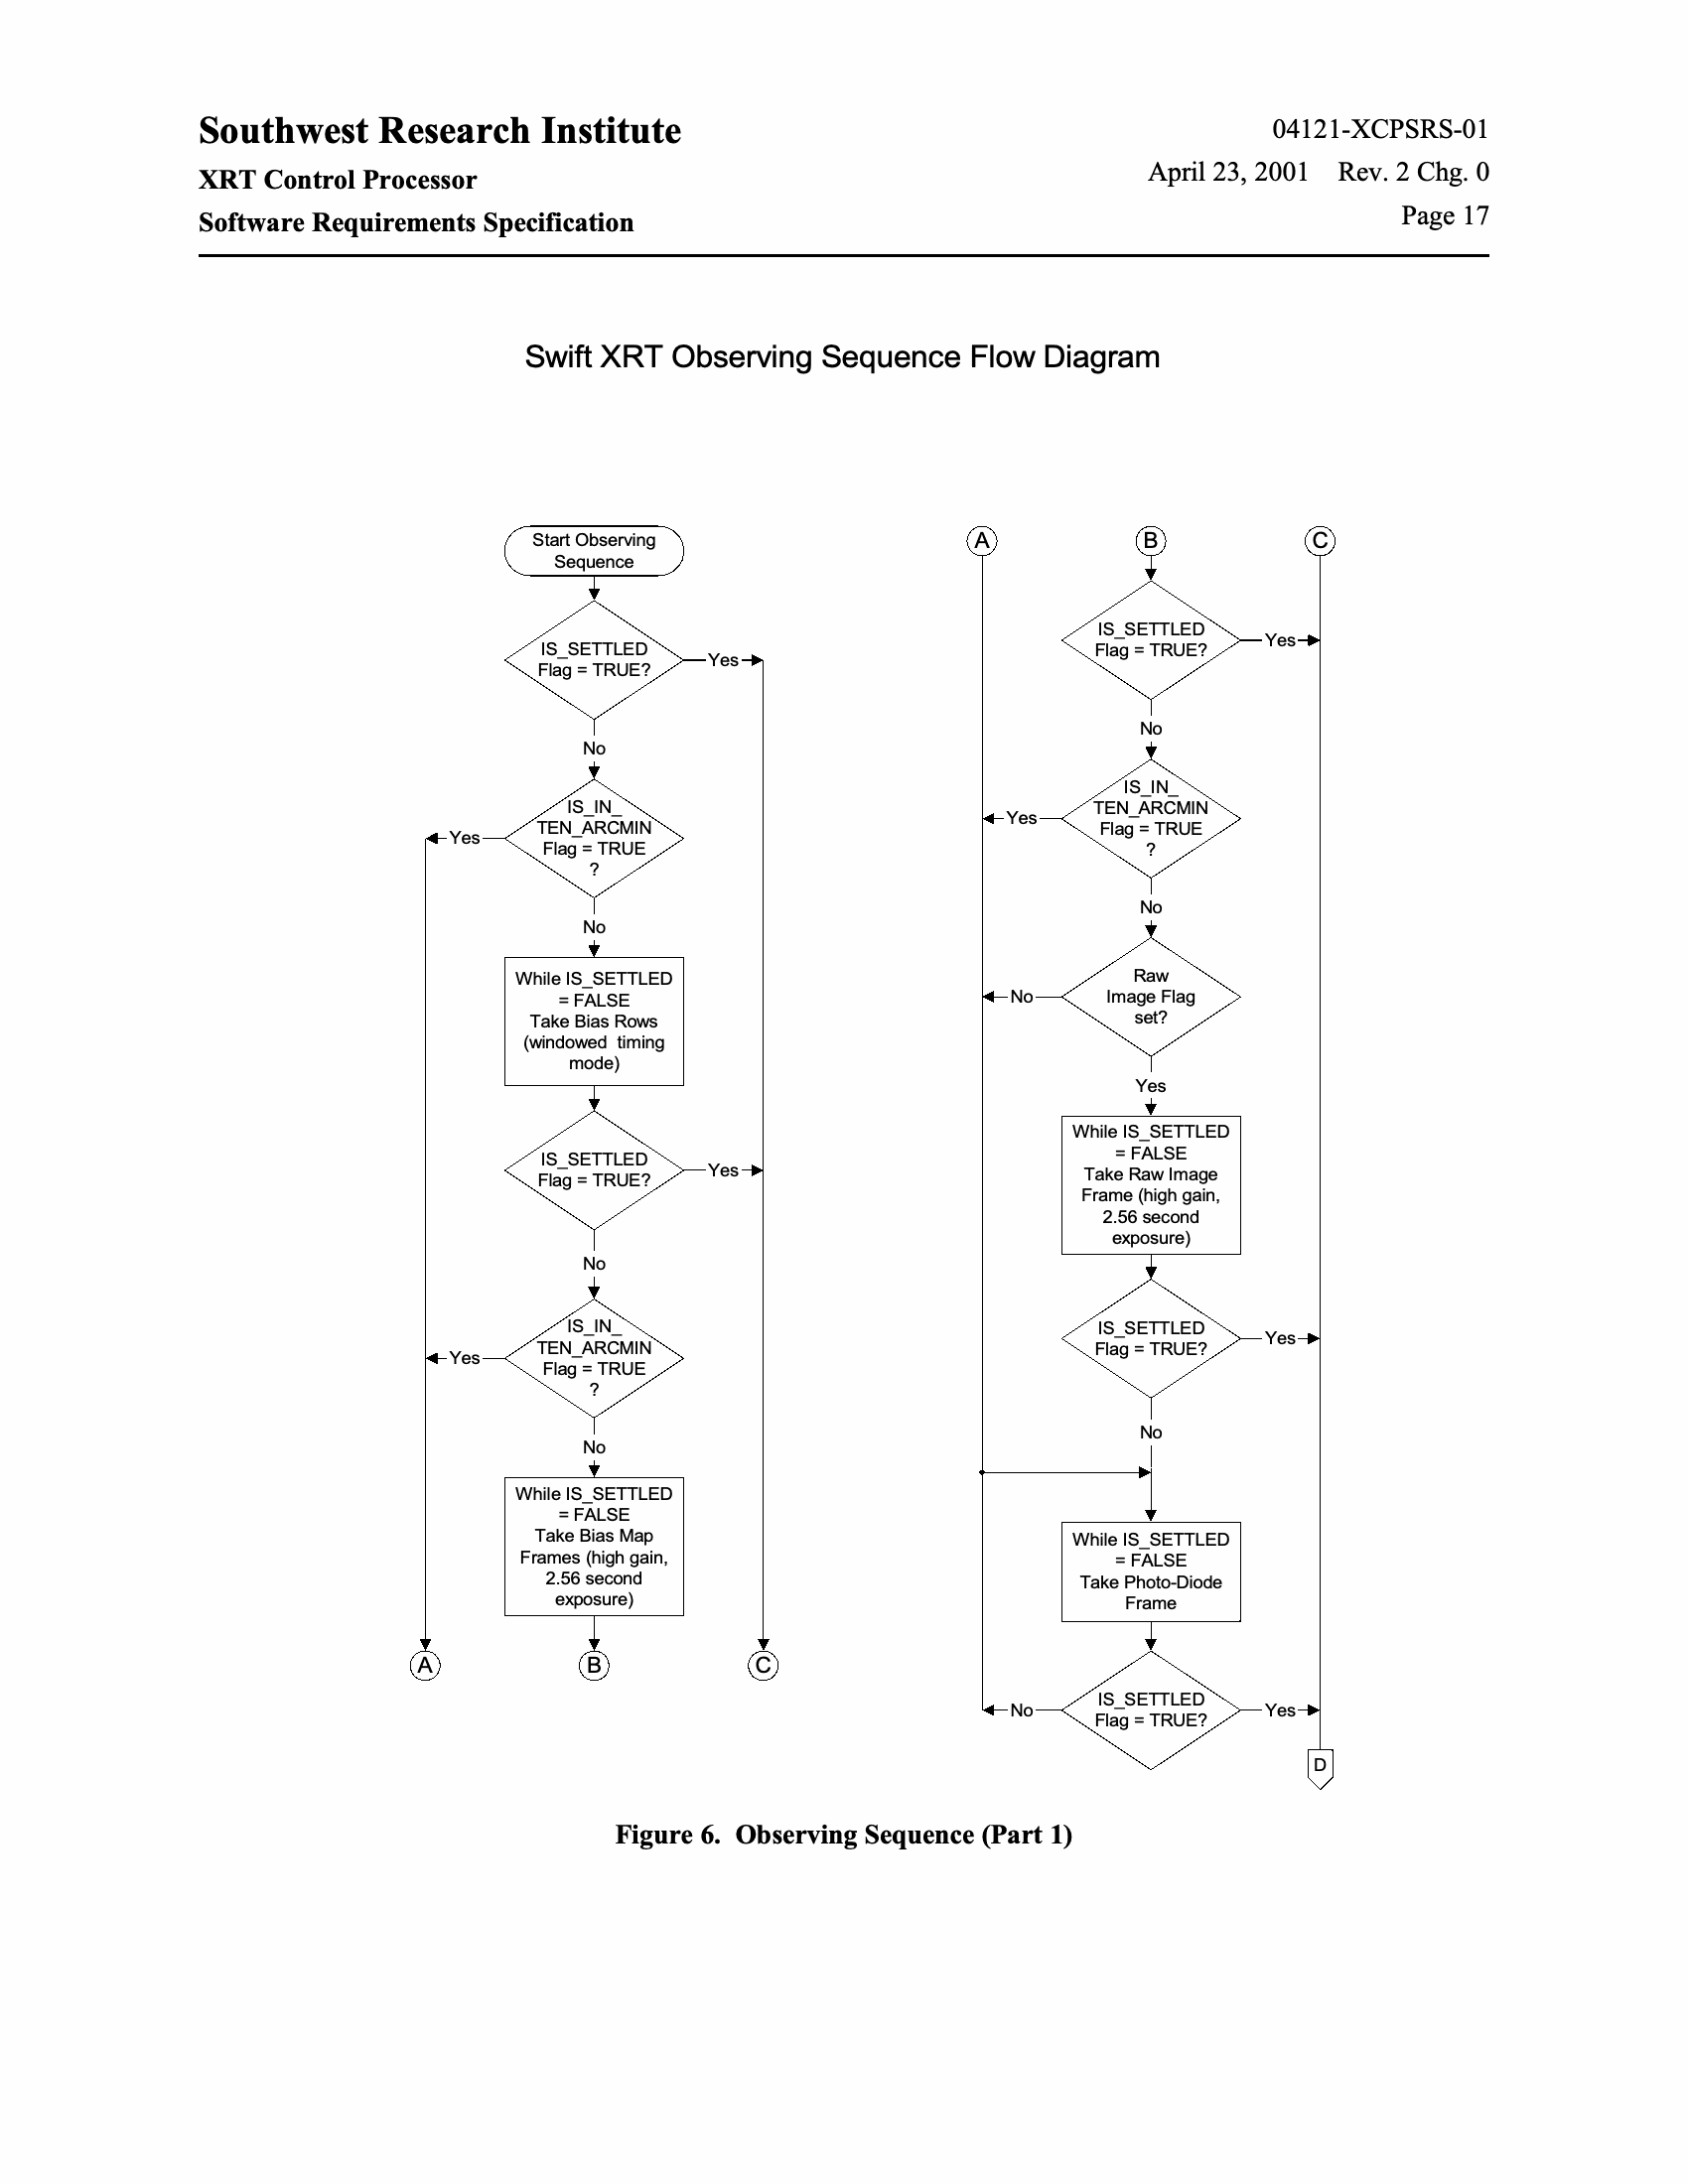 Southwest Research Institute
04121-XCPSRS-01
XRT Control Processor
April 23, 2001 Rev. 2 Chg. 0
Software Requirements Specification
Page 17
Swift XRT Observing Sequence Flow Diagram
Start Observing
Sequence
IS_SETTLED
Flag = TRUE?
Yes
No
IS_IN_
TEN_ARCMIN
Flag = TRUE
?
Yes
No
While IS_SETTLED
= FALSE
Take Bias Rows
(windowed timing
mode)
IS_SETTLED
Flag = TRUE?
Yes
No
IS_IN_
TEN_ARCMIN
Flag = TRUE
?
Yes
No
While IS_SETTLED
= FALSE
Take Bias Map
Frames (high gain,
2.56 second
exposure)
A
B
C
A
B
C
IS_SETTLED
Flag = TRUE?
Yes
No
IS_IN_
TEN_ARCMIN
Flag = TRUE
?
Yes
No
Raw
Image Flag
set?
No
Yes
While IS_SETTLED
= FALSE
Take Raw Image
Frame (high gain,
2.56 second
exposure)
IS_SETTLED
Flag = TRUE?
Yes
No
While IS_SETTLED
= FALSE
Take Photo-Diode
Frame
IS_SETTLED
Flag = TRUE?
No
Yes
D
Figure 6. Observing Sequence (Part 1)